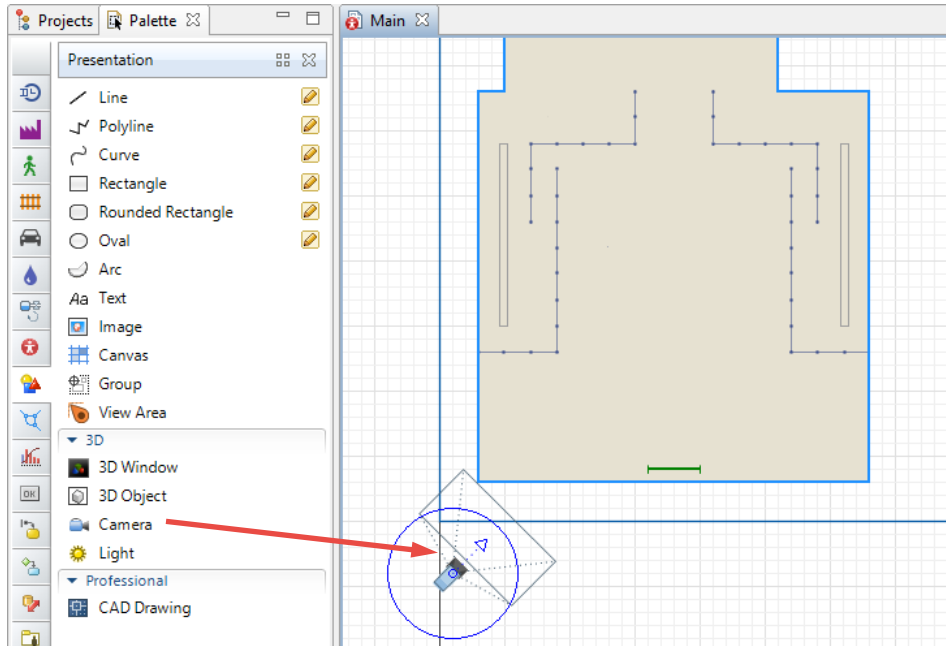 Projects
Palette
Main
Presentation
Line
Polyline
Curve
Rectangle
Rounded Rectangle
Oval
Arc
Aa Text
Image
Canvas
Group
View Area
3D
3D Window
3D Object
Camera
Light
Professional
CAD Drawing
OK